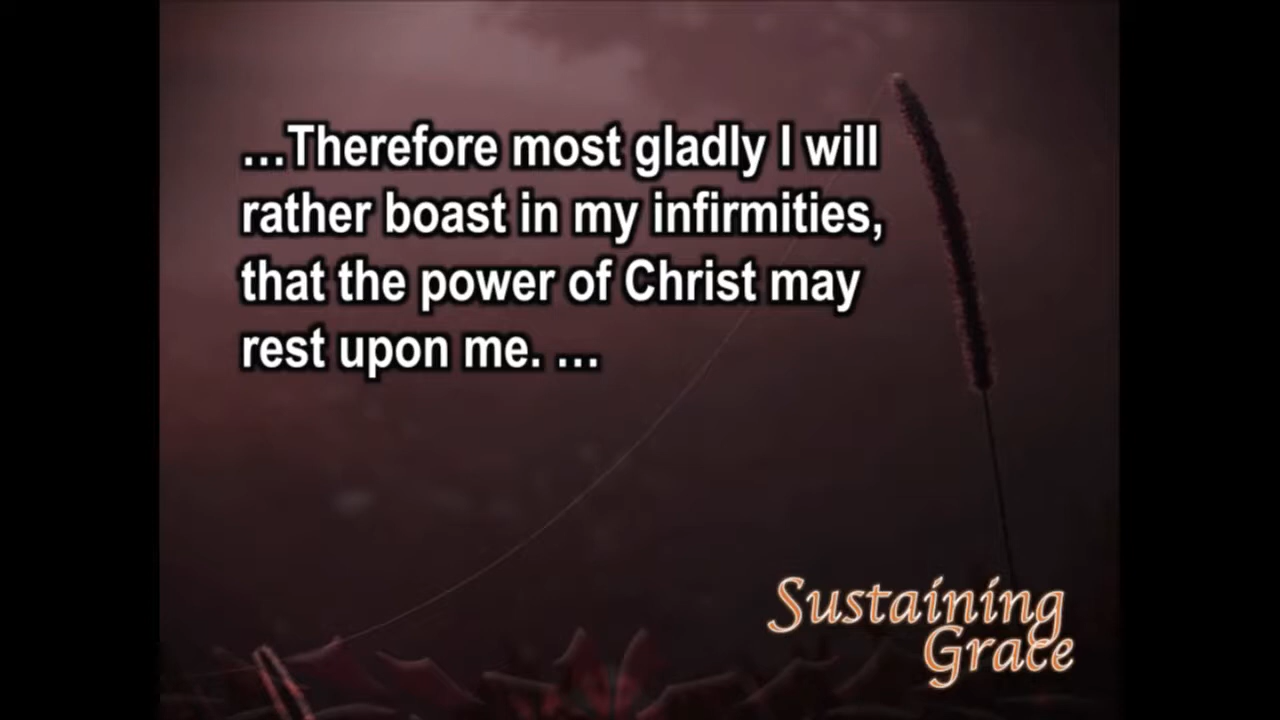 ...Therefore most gladly I will
rather boast in my infirmities,
that the power of Christ may
rest upon me. ...
Sustaining
Grace